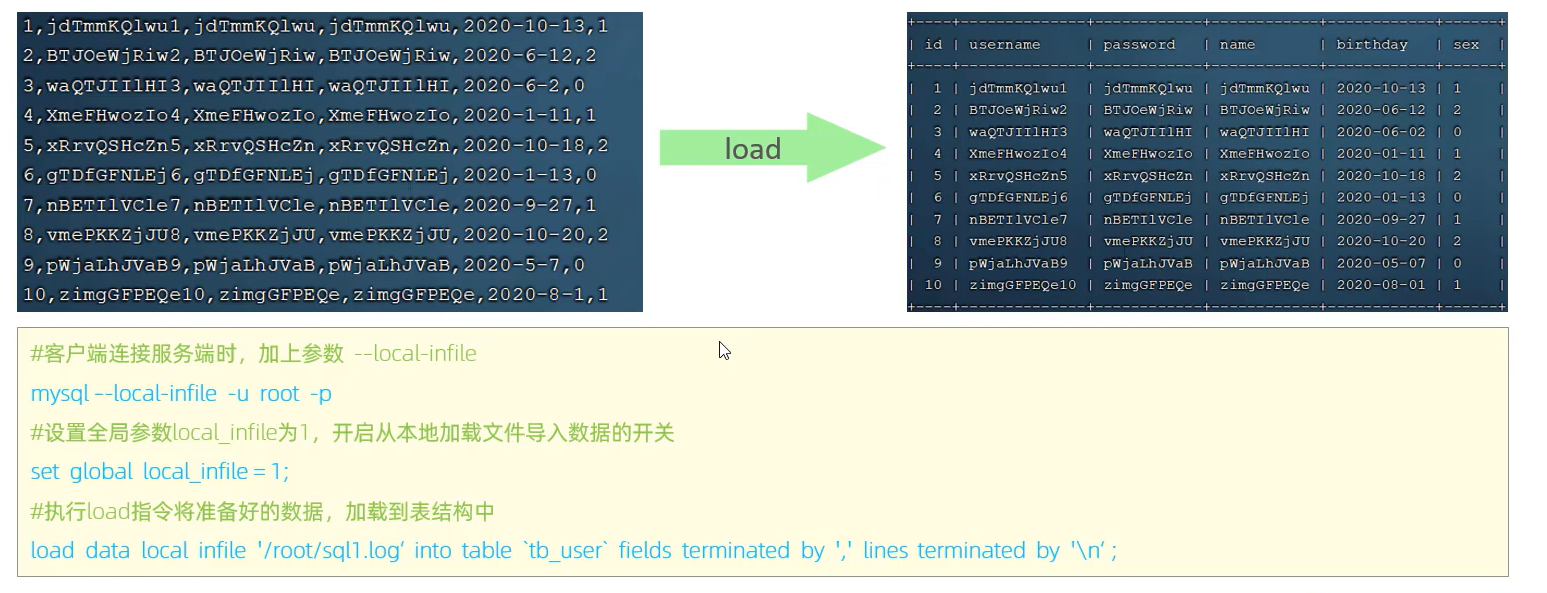 1,jdTmmKQlwu1,jdTmmKQlwu,jdTmmKQlwu,2020-10-13,1
2,BTJOeWjRiw2,BTJOeWjRiw,BTJOeWjRiw,2020-6-12,2
3,waQTJIIlHI3,waQTJIIlHI,waQTJIIlHI,2020-6-2,0
4,XmeFHwozIo4,XmeFHwozIo,XmeFHwozIo,2020-1-11,1
5,xRrvQSHcZn5,xRrvQSHcZn,xRrvQSHcZn,2020-10-18,2
6,gTDfGFNLEj6,gTDfGFNLEj,gTDfGFNLEj,2020-1-13,0
7,nBETIlVCle7,nBETIlVCle,nBETIlVCle,2020-9-27,1
8,vmePKKZjJU8,vmePKKZjJU,vmePKKZjJU,2020-10-20,2
9,pWjaLhJVaB9,pWjaLhJVaB,pWjaLhJVaB,2020-5-7,0
10,zimgGFPEQe10,zimgGFPEQe,zimgGFPEQe,2020-8-1,1
load
| id | username | password | name | birthday | sex |
| 1 | jdTmmKQlwu1 | jdTmmKQlwu | jdTmmKQlwu | 2020-10-13 | 1 |
| 2 | BTJOeWjRiw2 | BTJOeWjRiw | BTJOeWjRiw | 2020-06-12 | 2 |
| 3 | waQTJIIlHI3 | waQTJIIlHI | waQTJIIlHI | 2020-06-02 | 0 |
| 4 | XmeFHwozIo4 | XmeFHwozIo | XmeFHwozIo | 2020-01-11 | 1 |
| 5 | xRrvQSHcZn5 | xRrvQSHcZn | xRrvQSHcZn | 2020-10-18 | 2 |
| 6 | gTDfGFNLEj6 | gTDfGFNLEj | gTDfGFNLEj | 2020-01-13 | 0 |
| 7 | nBETIlVCle7 | nBETIlVCle | nBETIlVCle | 2020-09-27 | 1 |
| 8 | vmePKKZjJU8 | vmePKKZjJU | vmePKKZjJU | 2020-10-20 | 2 |
| 9 | pWjaLhJVaB9 | pWjaLhJVaB | pWjaLhJVaB | 2020-05-07 | 0 |
| 10 | zimgGFPEQe10 | zimgGFPEQe | zimgGFPEQe | 2020-08-01 | 1 |
#客户端连接服务端时，加上参数 --local-infile
mysql --local-infile -u root -p
#设置全局参数local_infile为1，开启从本地加载文件导入数据的开关
set global local_infile = 1;
#执行load指令将准备好的数据，加载到表结构中
load data local infile '/root/sql1.log' into table `tb_user` fields terminated by ',' lines terminated by '\n' ;